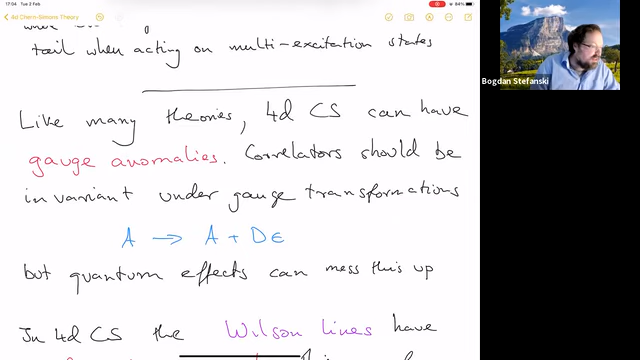 17:04 Tue 2 Feb
84%
4d Chern-Simons Theory
tail when acting on multi-excitation states
Like many theories, 4d CS can have
gauge anomalies. Correlators should be
invariant under gauge transformations
A → A + Dϵ
but quantum effects can mess this up
In 4d CS the Wilson lines have
Bogdan Stefanski